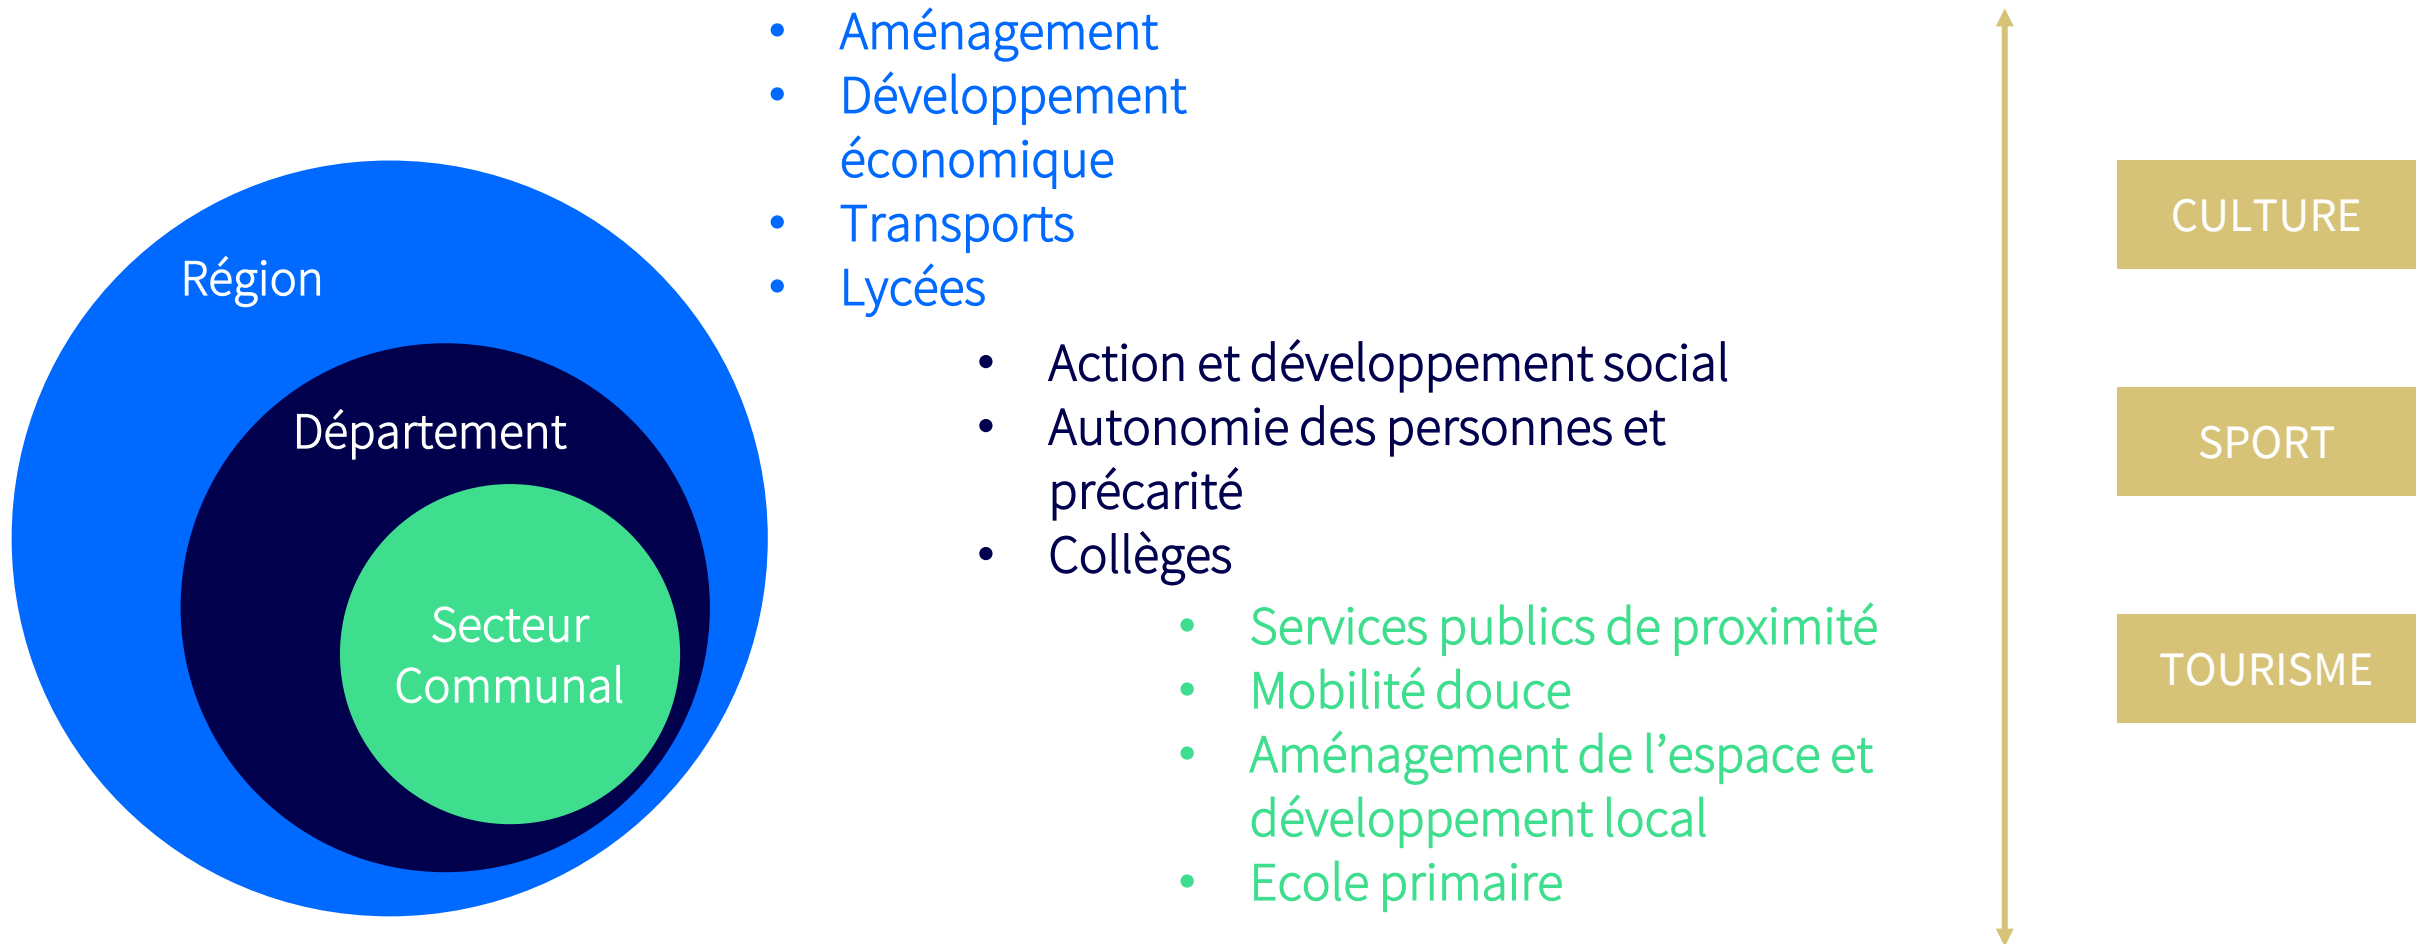 • Aménagement
• Développement
économique
• Transports
• Lycées
Région
Département
Secteur
Communal
• Action et développement social
• Autonomie des personnes et
précarité
• Collèges
• Services publics de proximité
• Mobilité douce
• Aménagement de l’espace et
développement local
• Ecole primaire
CULTURE
SPORT
TOURISME